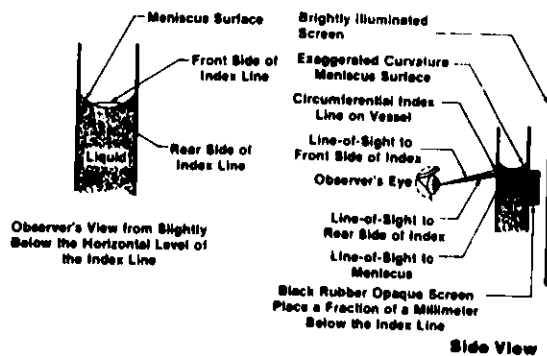 Meniscus Surface
Front Side of
Index Line
Rear Side of
Index Line
Liquid
Observer's View from Slightly
Below the Horizontal Level of
the Index Line
Brightly Illuminated
Screen
Exaggerated Curvature
Meniscus Surface
Circumferential Index
Line on Vessel
Line-of-Sight to
Front Side of Index
Observer's Eye
Line-of-Sight to
Rear Side of Index
Line-of-Sight to
Meniscus
Black Rubber Opaque Screen
Place a Fraction of a Millimeter
Below the Index Line
Side View